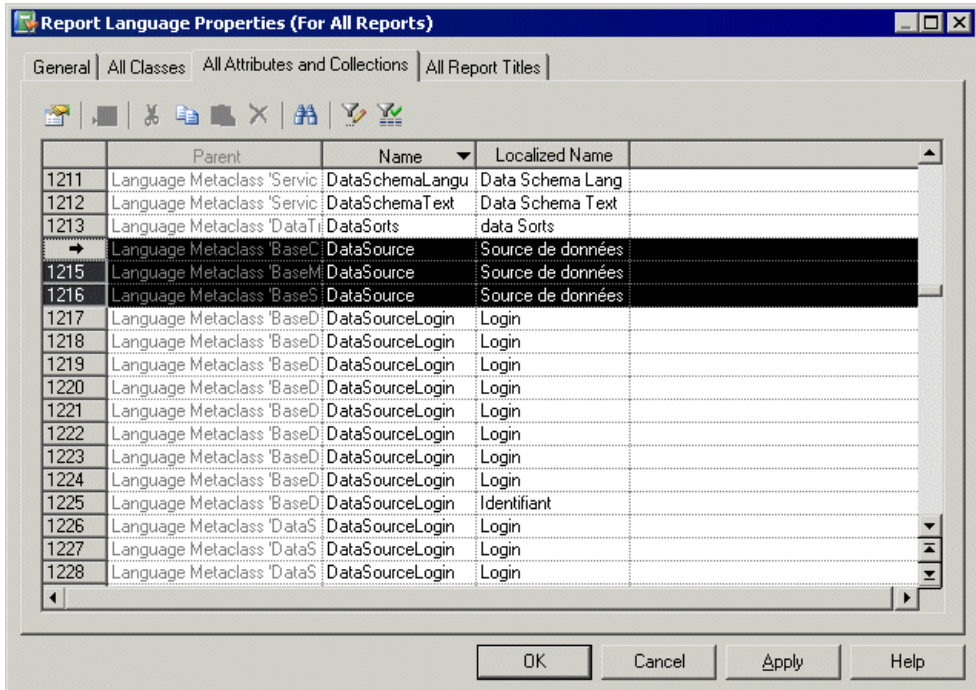 Report Language Properties (For All Reports)
General All Classes All Attributes and Collections All Report Titles
Parent Name Localized Name
1211 Language Metaclass 'Servic DataSchemaLangu Data Schema Lang
1212 Language Metaclass 'Servic DataSchemaText Data Schema Text
1213 Language Metaclass 'DataTi DataSorts data Sorts
Language Metaclass 'BaseC DataSource Source de données
1215 Language Metaclass 'BaseM DataSource Source de données
1216 Language Metaclass 'BaseS DataSource Source de données
1217 Language Metaclass 'BaseD DataSourceLogin Login
1218 Language Metaclass 'BaseD DataSourceLogin Login
1219 Language Metaclass 'BaseD DataSourceLogin Login
1220 Language Metaclass 'BaseD DataSourceLogin Login
1221 Language Metaclass 'BaseD DataSourceLogin Login
1222 Language Metaclass 'BaseD DataSourceLogin Login
1223 Language Metaclass 'BaseD DataSourceLogin Login
1224 Language Metaclass 'BaseD DataSourceLogin Login
1225 Language Metaclass 'BaseD DataSourceLogin Identifiant
1226 Language Metaclass 'DataS DataSourceLogin Login
1227 Language Metaclass 'DataS DataSourceLogin Login
1228 Language Metaclass 'DataS DataSourceLogin Login
OK Cancel Apply Help